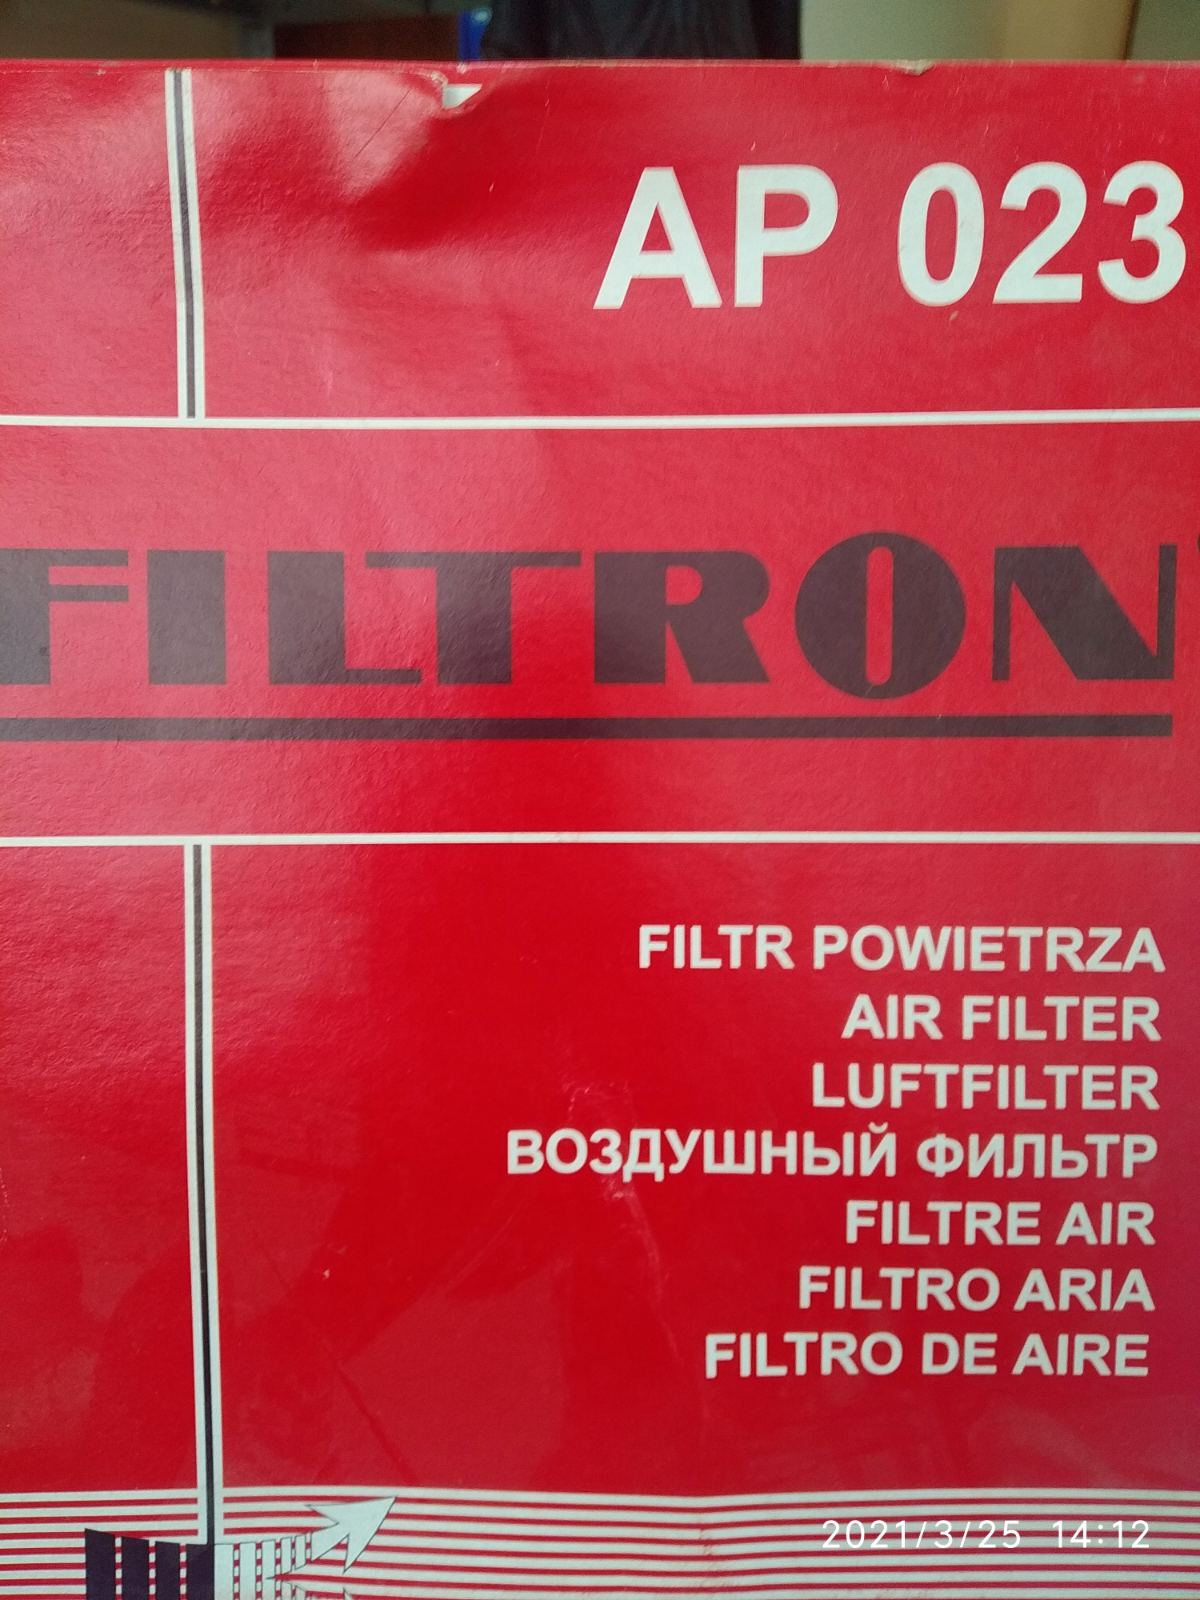 AP 023
FILTRON
FILTR POWIETRZA
AIR FILTER
LUFTFILTER
ВОЗДУШНЫЙ ФИЛЬТР
FILTRE AIR
FILTRO ARIA
FILTRO DE AIRE
2021/3/25 14:12